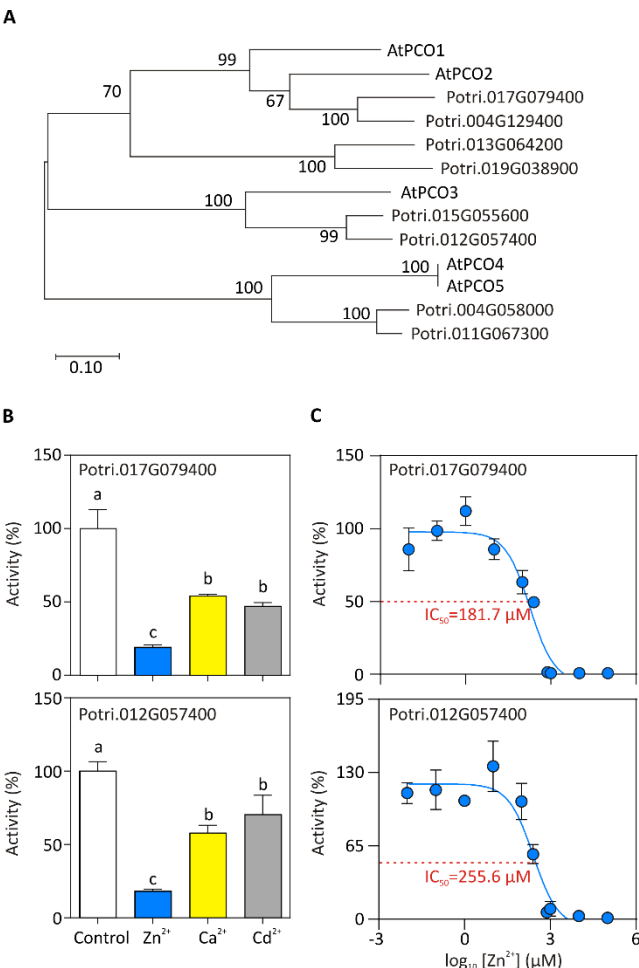 A
AtPCO1
99
AtPCO2
70
67
Potri.017G079400
100
Potri.004G129400
Potri.013G064200
100
Potri.019G038900
100
AtPCO3
Potri.015G055600
99
Potri.012G057400
100
AtPCO4
100
AtPCO5
100
Potri.004G058000
Potri.011G067300
0.10
B
150
Potri.017G079400
a
100
Activity (%)
b
b
50
c
0
150
Potri.012G057400
a
100
Activity (%)
b
b
50
c
0
Control Zn²⁺ Ca²⁺ Cd²⁺
C
150
Potri.017G079400
100
Activity (%)
50
IC₅₀=181.7 µM
0
195
Potri.012G057400
130
Activity (%)
65
IC₅₀=255.6 µM
0
-3 0 3 6
log₁₀ [Zn²⁺] (µM)